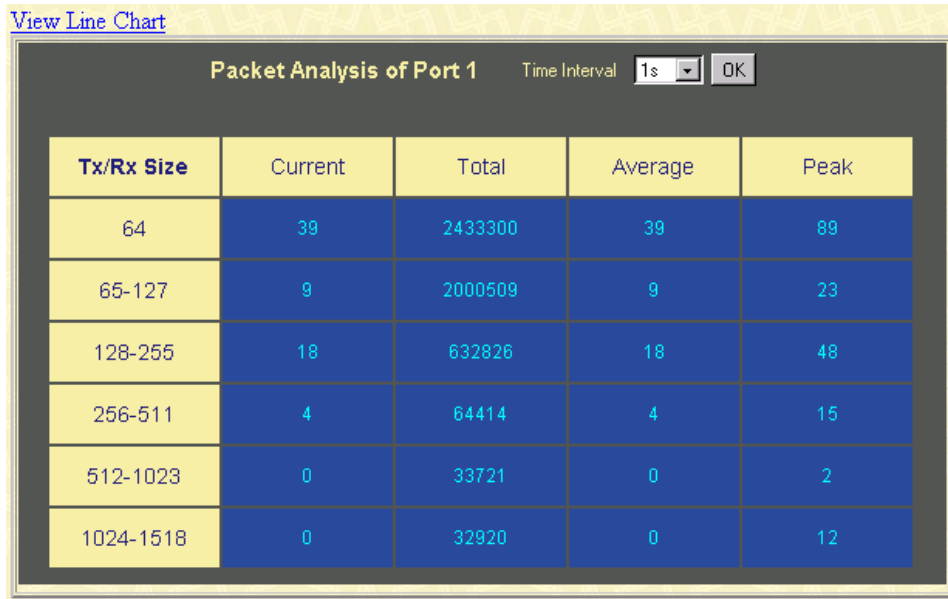 View Line Chart
Packet Analysis of Port 1 Time Interval 1s OK
Tx/Rx Size Current Total Average Peak
64 39 2433300 39 89
65-127 9 2000509 9 23
128-255 18 632826 18 48
256-511 4 64414 4 15
512-1023 0 33721 0 2
1024-1518 0 32920 0 12